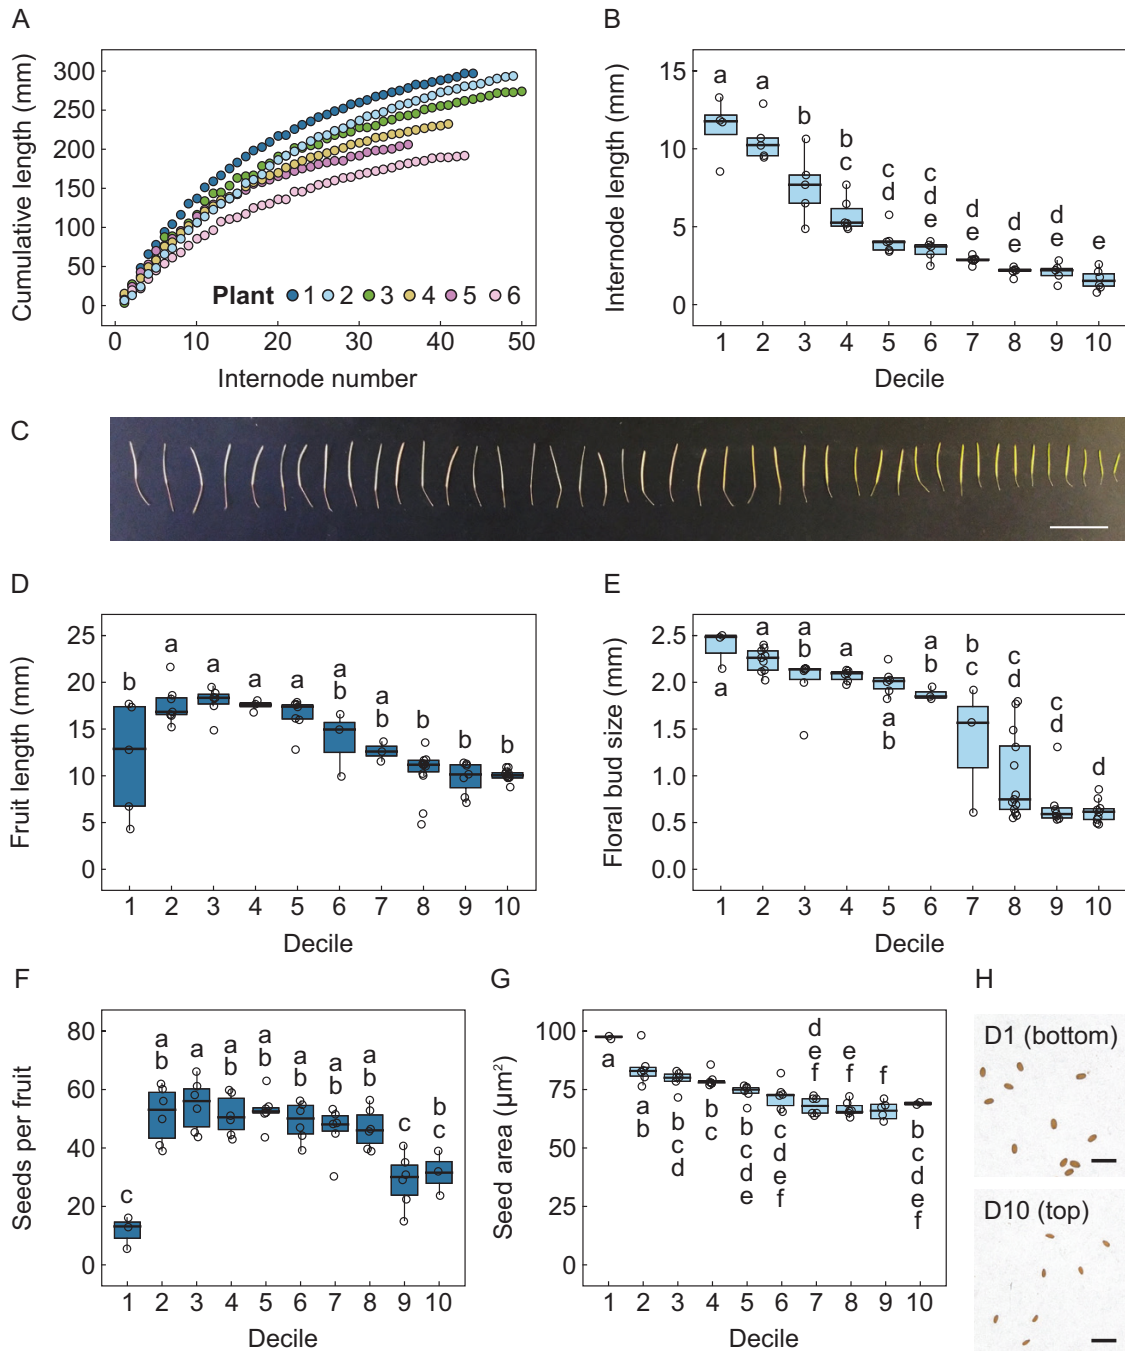 A
Cumulative length (mm)
300
250
200
150
100
50
0
Plant 1 2 3 4 5 6
0 10 20 30 40 50
Internode number
B
Internode length (mm)
15
10
5
0
a a b b c c d c d e d e d e d e e
1 2 3 4 5 6 7 8 9 10
Decile
C
D
Fruit length (mm)
25
20
15
10
5
0
b a a a a a b a b b b b
1 2 3 4 5 6 7 8 9 10
Decile
E
Floral bud size (mm)
2.5
2.0
1.5
1.0
0.5
0.0
a a a b a a b a b b c c d c d d
1 2 3 4 5 6 7 8 9 10
Decile
F
Seeds per fruit
80
60
40
20
0
c a b a a b a b a b a b a b c b c
1 2 3 4 5 6 7 8 9 10
Decile
G
Seed area (µm²)
100
75
50
25
0
a a b b c d b c b c d e c d e f d e f e f f b c d e f
1 2 3 4 5 6 7 8 9 10
Decile
H
D1 (bottom)
D10 (top)